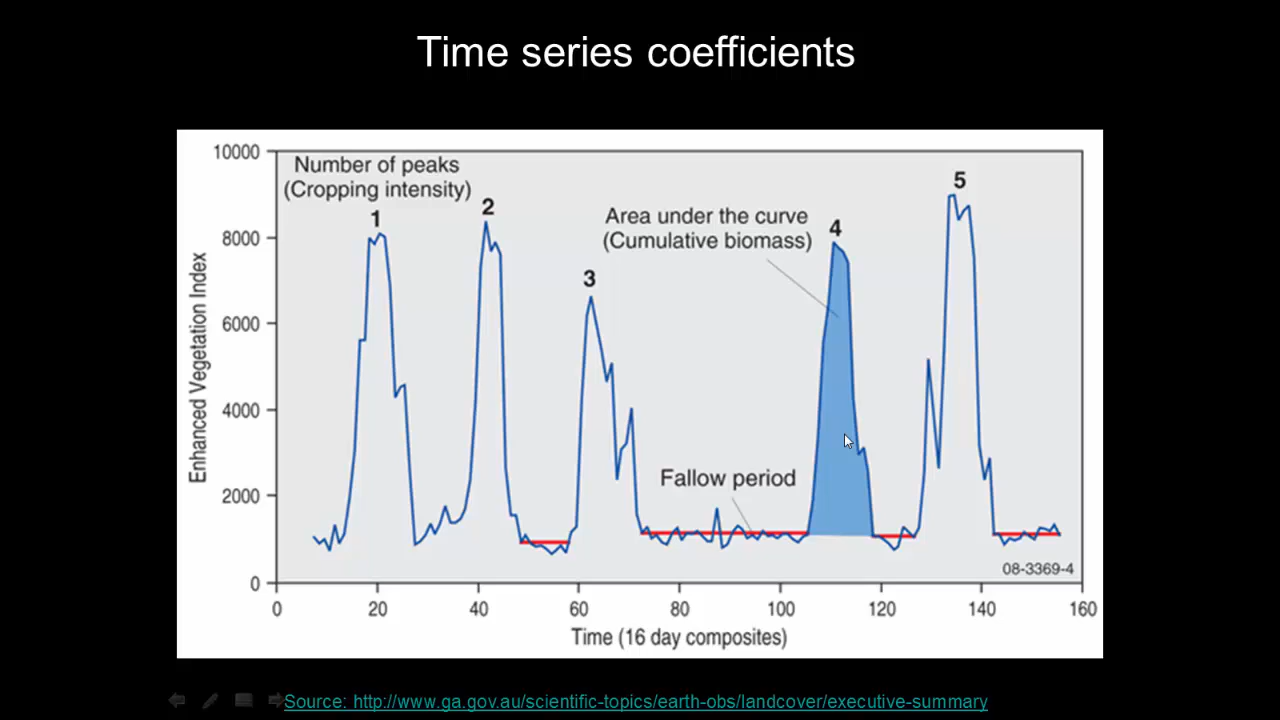 Time series coefficients
10000
8000
6000
4000
2000
0
Enhanced Vegetation Index
Number of peaks
(Cropping intensity)
1
2
3
Area under the curve
(Cumulative biomass)
4
5
Fallow period
08-3369-4
0 20 40 60 80 100 120 140 160
Time (16 day composites)
Source: http://www.ga.gov.au/scientific-topics/earth-obs/landcover/executive-summary